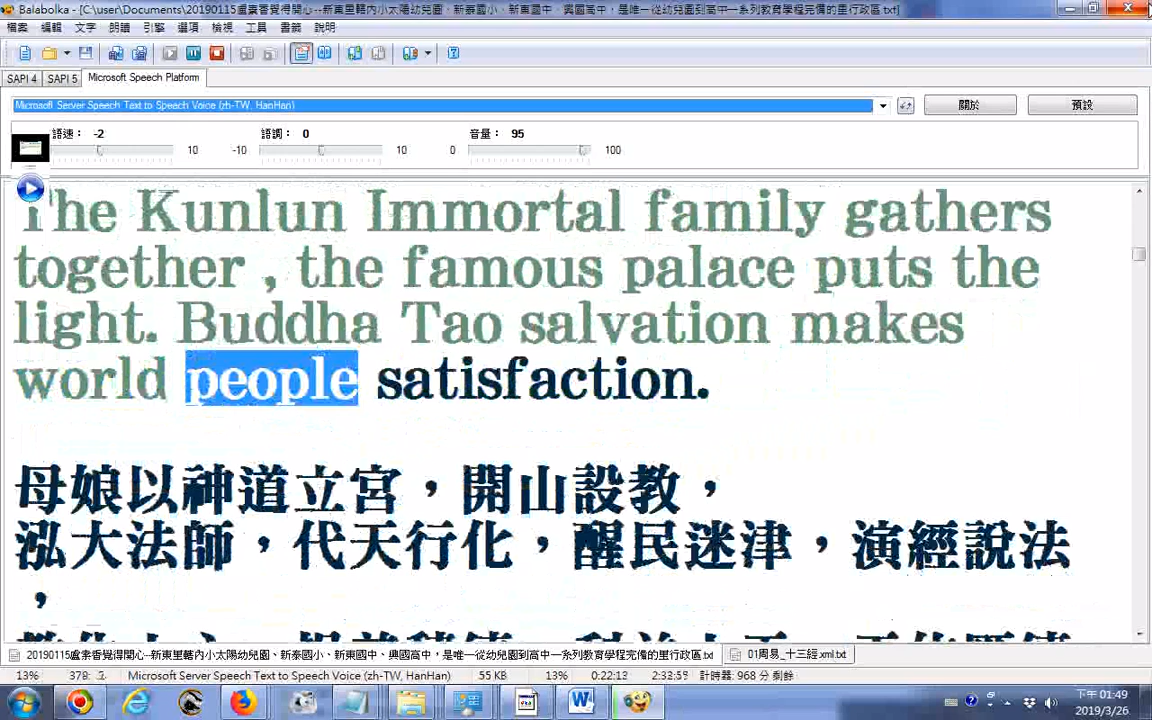 Balabolka - [C:\user\Documents\20190115盧素香覺得開心--新東里轄內小太陽幼兒園、新泰國小、新東國中、興國高中，是唯一從幼兒園到高中一系列教育學程完備的里行政區.txt]
檔案 編輯 文字 朗讀 引擎 選項 檢視 工具 書籤 說明
SAPI 4 SAPI 5 Microsoft Speech Platform
Microsoft Server Speech Text to Speech Voice (zh-TW, HanHan)
關於 預設
語速： -2 語調： 0 音量： 95
10 -10 10 0 100
The Kunlun Immortal family gathers
together , the famous palace puts the
light. Buddha Tao salvation makes
world people satisfaction.
母娘以神道立宮，開山設教，
泓大法師，代天行化，醒民迷津，演經說法
，
20190115盧素香覺得開心--新東里轄內小太陽幼兒園、新泰國小、新東國中、興國高中，是唯一從幼兒園到高中一系列教育學程完備的里行政區.txt 01周易_十三經.xml.txt
13% Microsoft Server Speech Text to Speech Voice (zh-TW, HanHan) 55 KB 13% 0:22:13 計時器: 968 分 剩餘
下午 01:49
2019/3/26